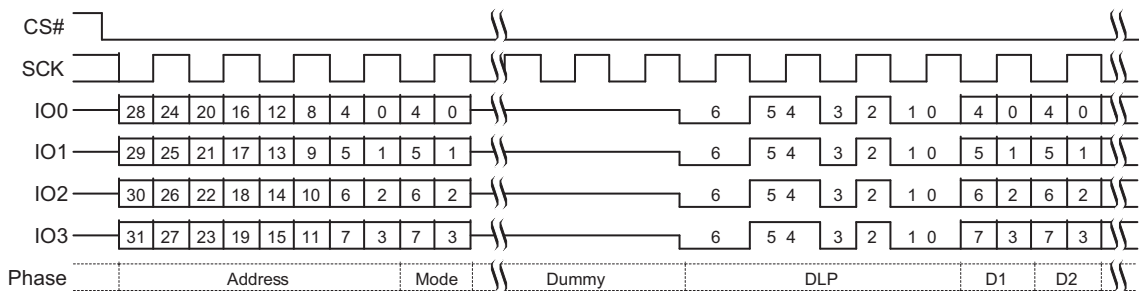 CS#
SCK
IO0 28 24 20 16 12 8 4 0 4 0 6 5 4 3 2 1 0 4 0 4 0
IO1 29 25 21 17 13 9 5 1 5 1 6 5 4 3 2 1 0 5 1 5 1
IO2 30 26 22 18 14 10 6 2 6 2 6 5 4 3 2 1 0 6 2 6 2
IO3 31 27 23 19 15 11 7 3 7 3 6 5 4 3 2 1 0 7 3 7 3
Phase Address Mode Dummy DLP D1 D2